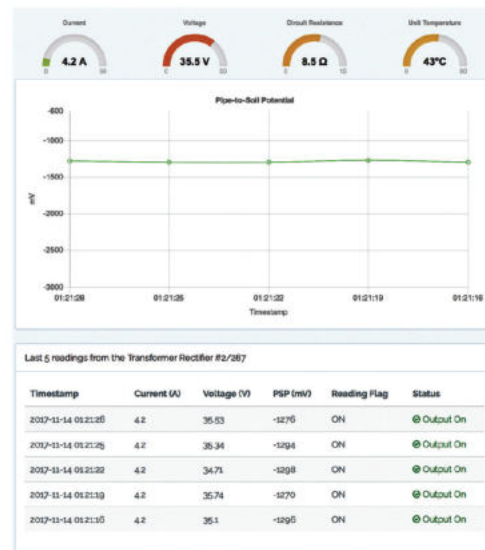 Current Voltage Circuit Resistance Unit Temperature
4.2 A 35.5 V 8.5 Ω 43°C
0 0 50 0 10 0
Pipe-to-Soil Potential
-600
-1000
-1500
-2000
-2500
-3000
mV
01:21:28 01:21:25 01:21:22 01:21:19 01:21:16
Timestamp
Last 5 readings from the Transformer Rectifier #2/267
Timestamp Current (A) Voltage (V) PSP (mV) Reading Flag Status
2017-11-14 01:21:28 4.2 35.53 -1276 ON Output On
2017-11-14 01:21:25 4.2 35.34 -1294 ON Output On
2017-11-14 01:21:22 4.2 34.71 -1298 ON Output On
2017-11-14 01:21:19 4.2 35.74 -1270 ON Output On
2017-11-14 01:21:16 4.2 35.1 -1296 ON Output On